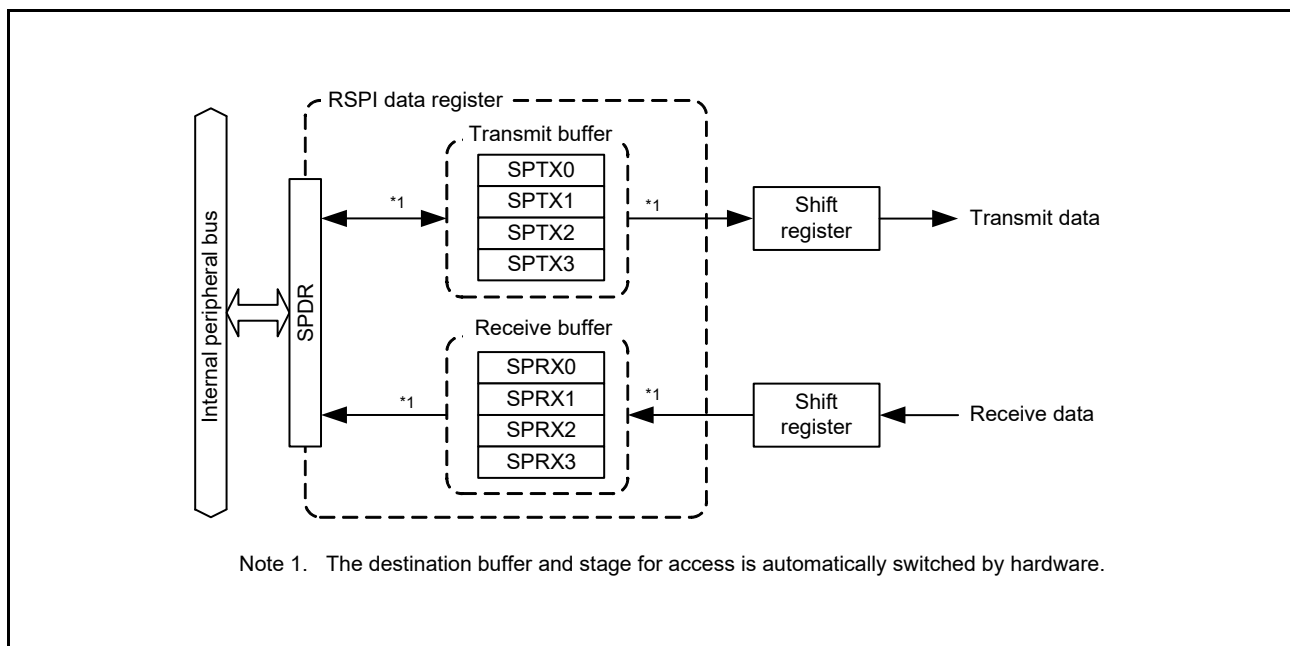 RSPI data register
Transmit buffer
SPTX0
SPTX1
SPTX2
SPTX3
*1
*1
Shift
register
Transmit data
Internal peripheral bus
SPDR
Receive buffer
SPRX0
SPRX1
SPRX2
SPRX3
*1
*1
Shift
register
Receive data
Note 1. The destination buffer and stage for access is automatically switched by hardware.